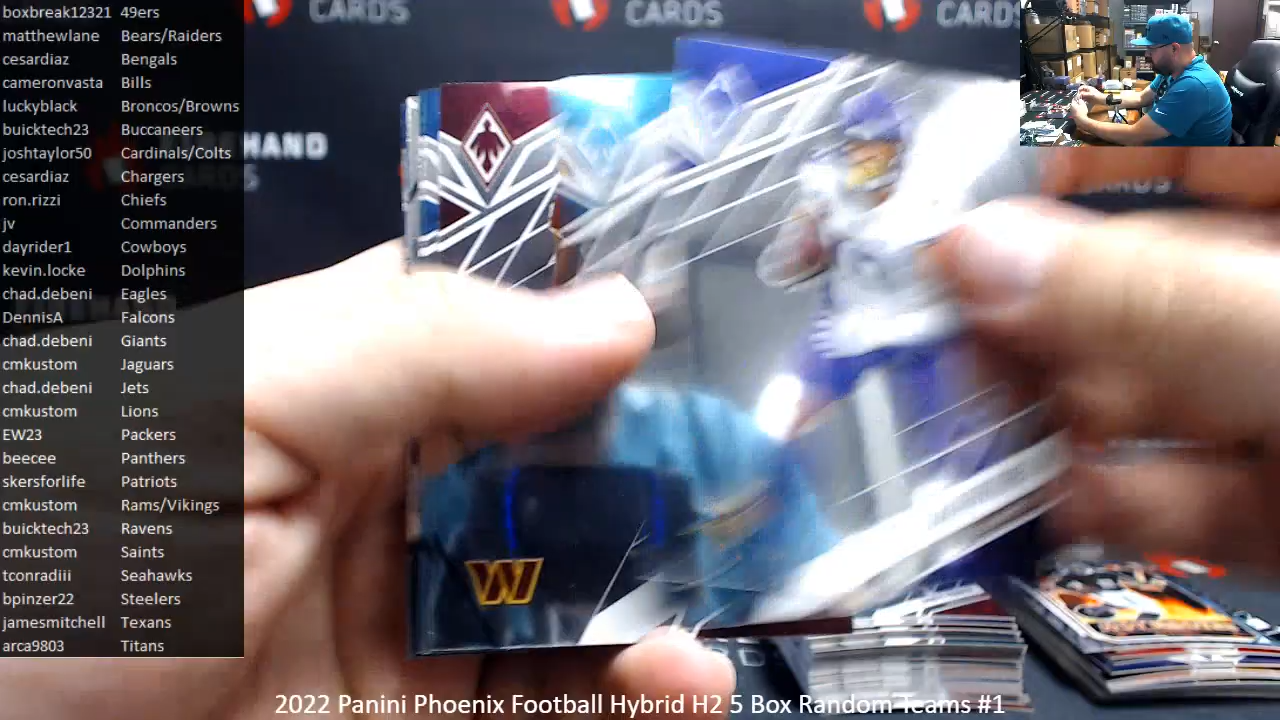 CARDS CARDS CARDS
boxbreak12321 49ers
matthewlane Bears/Raiders
cesardiaz Bengals
cameronvasta Bills
luckyblack Broncos/Browns
buicktech23 Buccaneers
joshtaylor50 Cardinals/Colts
HAND
cesardiaz Chargers
CARDS
ron.rizzi Chiefs
jv Commanders
dayrider1 Cowboys
kevin.locke Dolphins
chad.debeni Eagles
DennisA Falcons
chad.debeni Giants
cmkustom Jaguars
chad.debeni Jets
cmkustom Lions
EW23 Packers
beecee Panthers
skersforlife Patriots
cmkustom Rams/Vikings
buicktech23 Ravens
cmkustom Saints
tconradiii Seahawks
bpinzer22 Steelers
jamesmitchell Texans
arca9803 Titans
W
2022 Panini Phoenix Football Hybrid H2 5 Box Random Teams #1